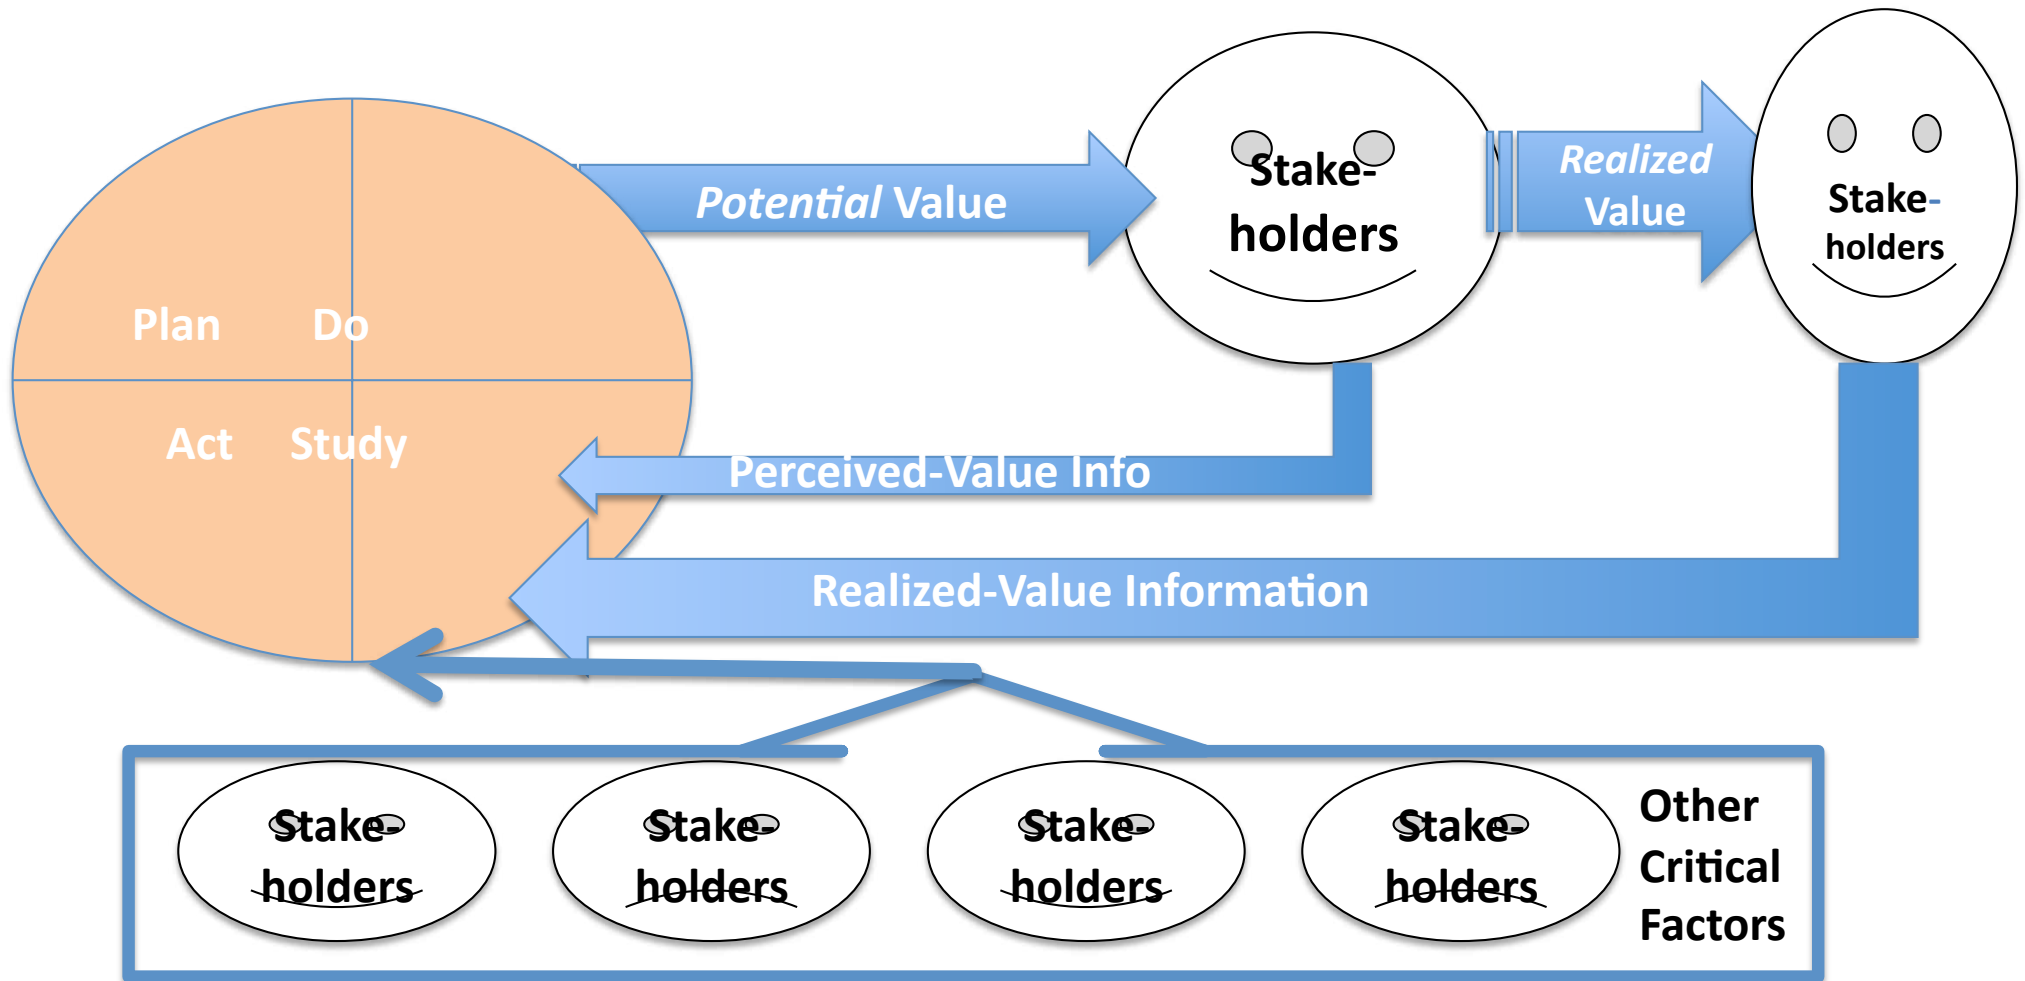 Potential Value
Stake-
holders
Realized
Value
Stake-
holders
Plan Do
Act Study
Perceived-Value Info
Realized-Value Information
Stake-
holders
Stake-
holders
Stake-
holders
Stake-
holders
Other
Critical
Factors